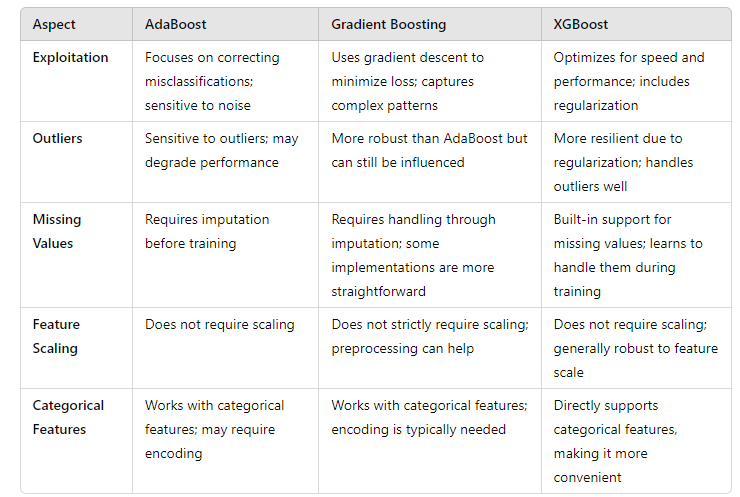 Aspect AdaBoost Gradient Boosting XGBoost
Exploitation Focuses on correcting Uses gradient descent to Optimizes for speed and
misclassifications; minimize loss; captures performance; includes
sensitive to noise complex patterns regularization
Outliers Sensitive to outliers; may More robust than AdaBoost but More resilient due to
degrade performance can still be influenced regularization; handles
outliers well
Missing Requires imputation Requires handling through Built-in support for
Values before training imputation; some missing values; learns to
implementations are more handle them during
straightforward training
Feature Does not require scaling Does not strictly require scaling; Does not require scaling;
Scaling preprocessing can help generally robust to feature
scale
Categorical Works with categorical Works with categorical features; Directly supports
Features features; may require encoding is typically needed categorical features,
encoding making it more
convenient